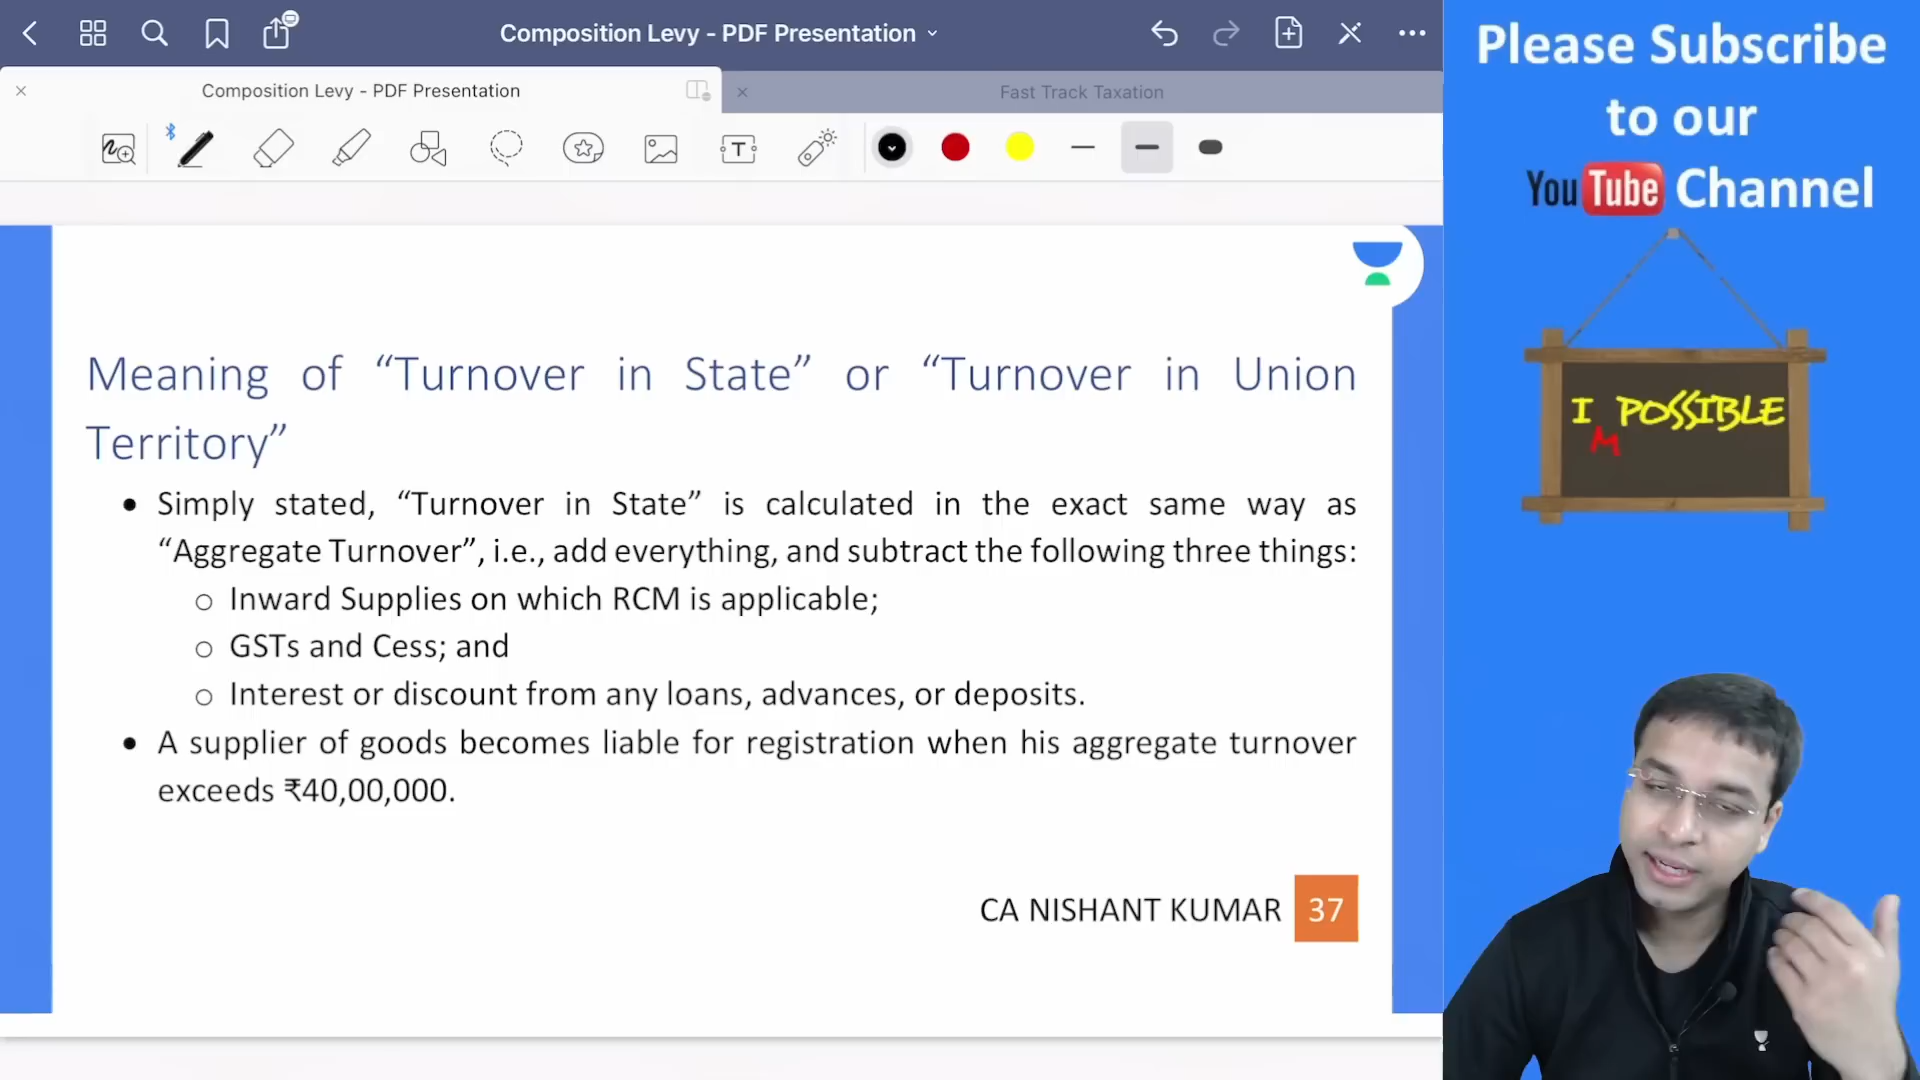 Composition Levy - PDF Presentation
Composition Levy - PDF Presentation
Fast Track Taxation
T
Meaning of “Turnover in State” or “Turnover in Union
Territory”
• Simply stated, “Turnover in State” is calculated in the exact same way as
“Aggregate Turnover”, i.e., add everything, and subtract the following three things:
o Inward Supplies on which RCM is applicable;
o GSTs and Cess; and
o Interest or discount from any loans, advances, or deposits.
• A supplier of goods becomes liable for registration when his aggregate turnover
exceeds ₹40,00,000.
CA NISHANT KUMAR 37
Please Subscribe
to our
YouTube Channel
I POSSIBLE
M